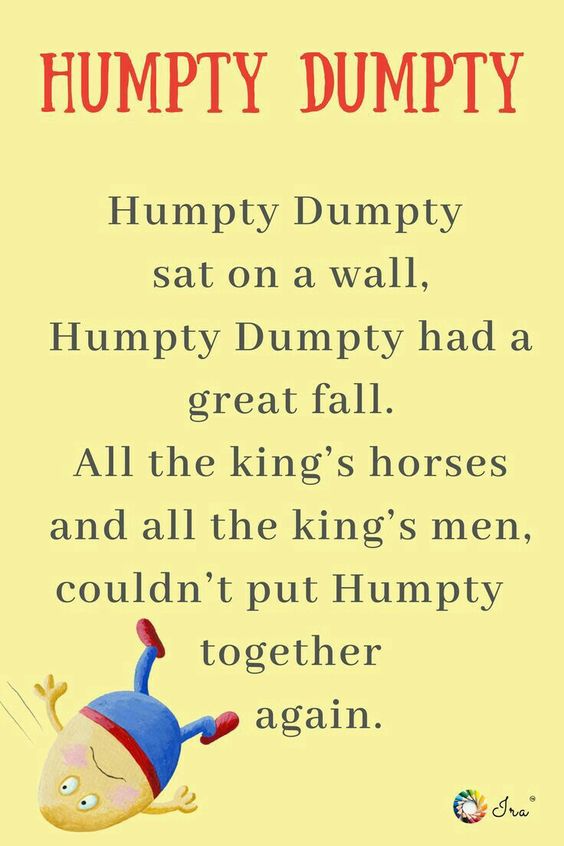 HUMPTY DUMPTY
Humpty Dumpty
sat on a wall,
Humpty Dumpty had a
great fall.
All the king’s horses
and all the king’s men,
couldn’t put Humpty
together
again.
Ira™